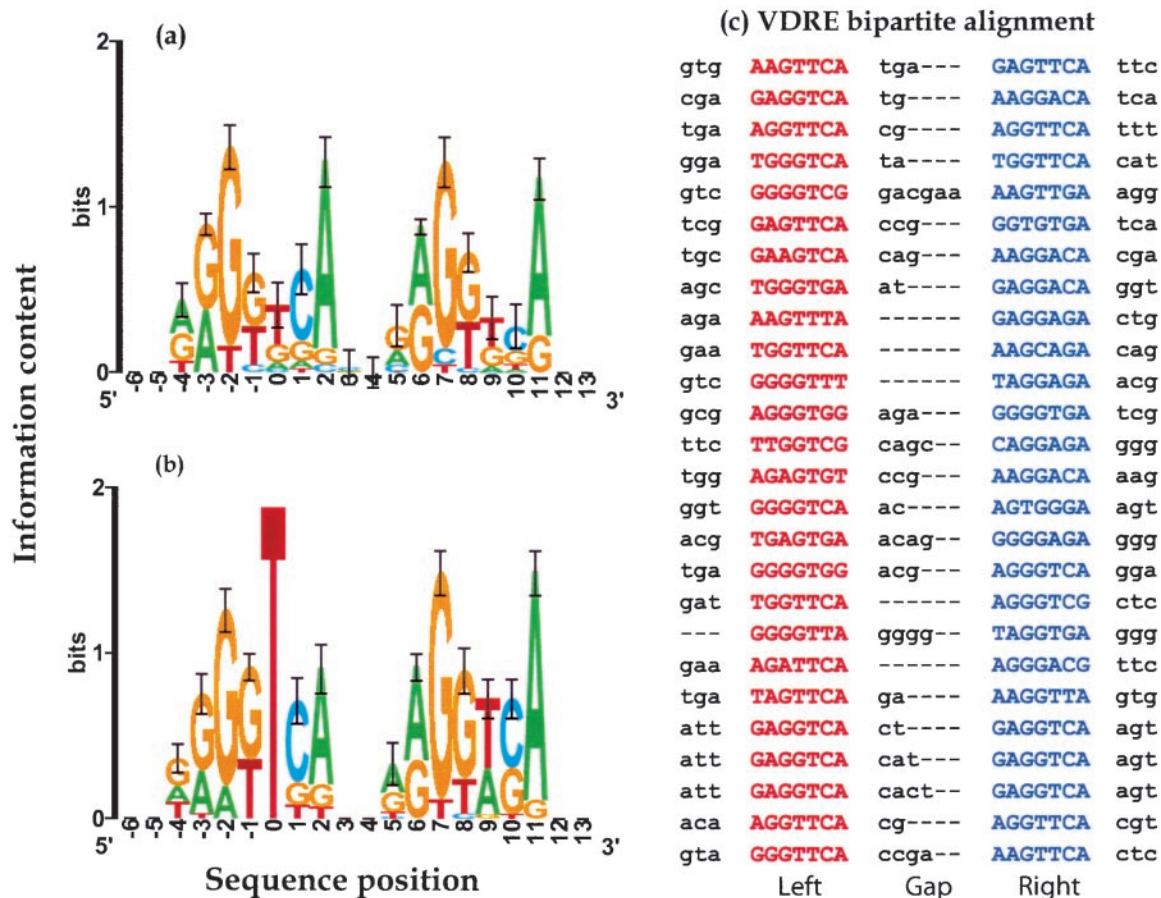 (a)
2
1
0
bits
5' -6 -5 -4 -3 -2 -1 0 1 2 3 4 5 6 7 8 9 10 11 12 13 3'
(b)
2
1
0
bits
5' -6 -5 -4 -3 -2 -1 0 1 2 3 4 5 6 7 8 9 10 11 12 13 3'
Information content
Sequence position
(c) VDRE bipartite alignment
gtg AAGTTCA tga---- GAGTTCA ttc
cga GAGGTCA tg---- AAGGACA tca
tga AGGTTCA cg---- AGGTTCA ttt
gga TGGGTCA ta---- TGGTTCA cat
gtc GGGGTCG gacgaa AAGTTGA agg
tcg GAGTTCA ccg--- GGTGTGA tca
tgc GAAGTCA cag--- AAGGACA cga
agc TGGGTGA at---- GAGGACA ggt
aga AAGTTTA ------ GAGGAGA ctg
gaa TGGTTCA ------ AAGCAGA cag
gtc GGGGTTT ------ TAGGAGA acg
gcg AGGGTGG aga--- GGGGTGA tcg
ttc TTGGTCG cagc-- CAGGAGA ggg
tgg AGAGTGT ccg--- AAGGACA aag
ggt GGGGTCA ac---- AGTGGGA agt
acg TGAGTGA acag-- GGGGAGA ggg
tga GGGGTGG acg--- AGGGTCA gga
gat TGGTTCA ------ AGGGTCG ctc
--- GGGGTTA gggg-- TAGGTGA ggg
gaa AGATTCA ------ AGGGACG ttc
tga TAGTTCA ga---- AAGGTTA gtg
att GAGGTCA ct---- GAGGTCA agt
att GAGGTCA cat--- GAGGTCA agt
att GAGGTCA cact-- GAGGTCA agt
aca AGGTTCA cg---- AGGTTCA cgt
gta GGGTTCA ccga-- AAGTTCA ctc
Left Gap Right